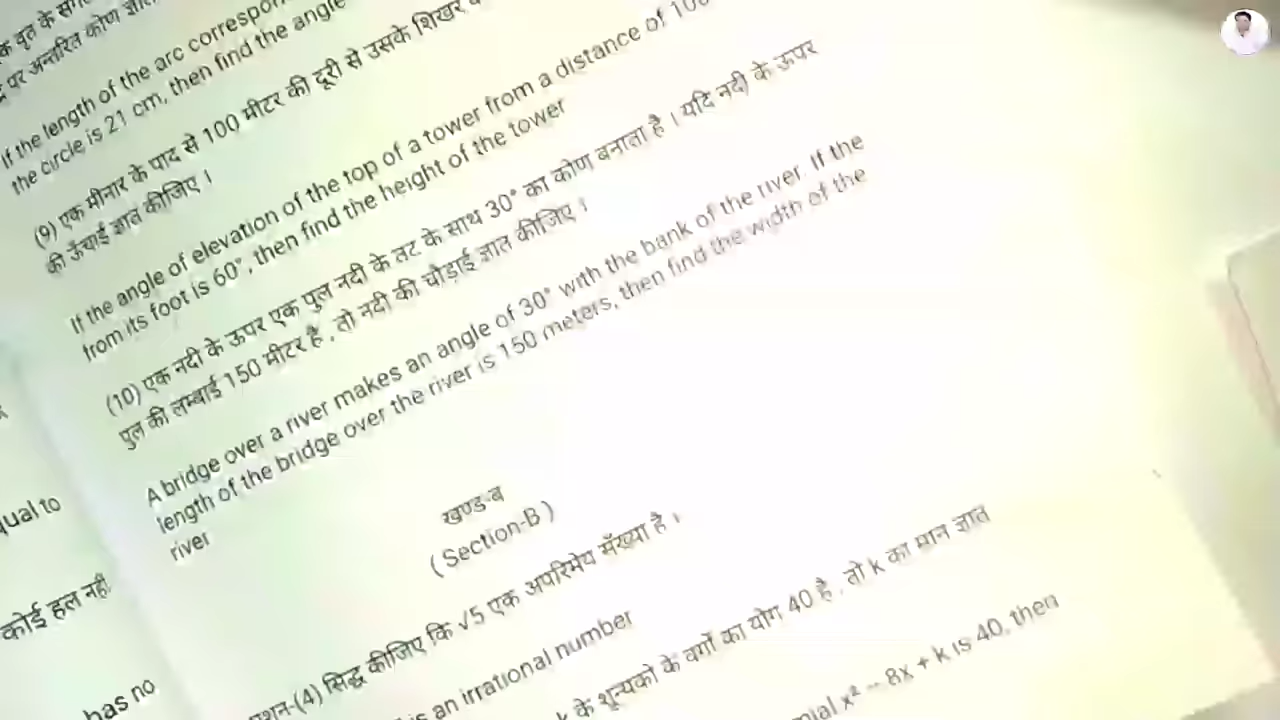 पर अन्तरित कोण
If the length of the arc
the circle is 21 cm, then find the angle
(9) एक मीनार के पाद से 100 मीटर की दूरी से उसके शिखर
की ऊँचाई ज्ञात कीजिए ।
If the angle of elevation of the top of a tower from a distance of 100
from its foot is 60°, then find the height of the tower
(10) एक नदी के ऊपर एक पुल नदी के तट के साथ 30° का कोण बनाता है । यदि नदी के ऊपर
पुल की लम्बाई 150 मीटर है , तो नदी की चौड़ाई ज्ञात कीजिए ।
A bridge over a river makes an angle of 30° with the bank of the river. If the
length of the bridge over the river is 150 meters, then find the width of the
river
खण्ड-ब
( Section-B )
प्रश्न-(4) सिद्ध कीजिए कि √5 एक अपरिमेय सँख्या है ।
is an irrational number
के शून्यको के वर्गों का योग 40 है , तो k का मान ज्ञात
x² – 8x + k is 40, then
to
कोई हल नही
has no